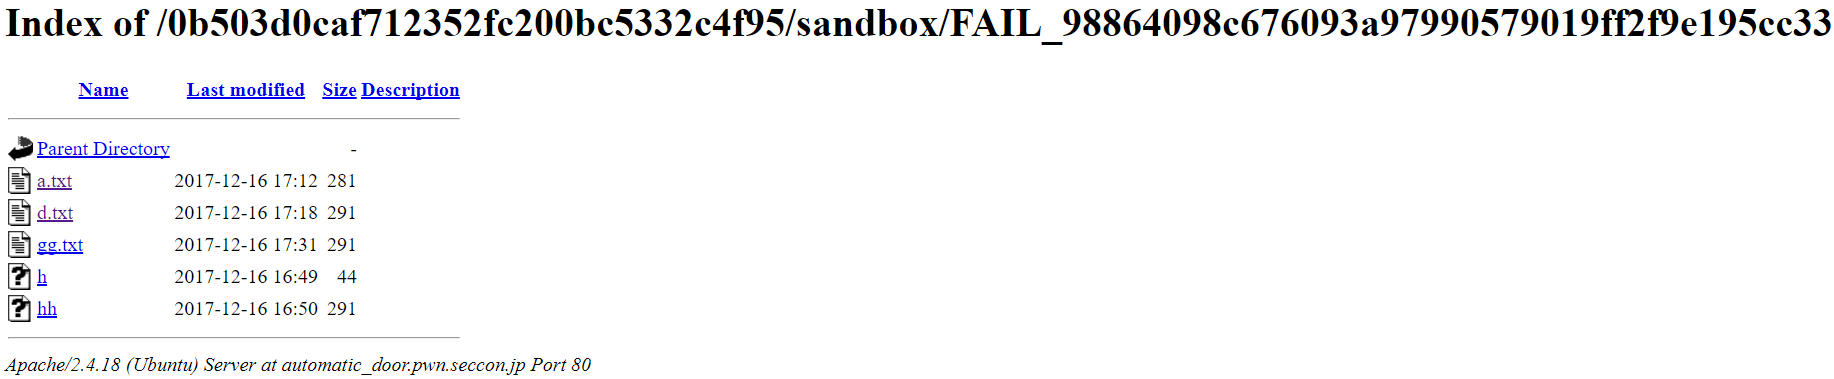 Index of /0b503d0caf712352fc200bc5332c4f95/sandbox/FAIL_98864098c676093a97990579019ff2f9e195cc33
Name Last modified Size Description
Parent Directory -
a.txt 2017-12-16 17:12 281
d.txt 2017-12-16 17:18 291
gg.txt 2017-12-16 17:31 291
h 2017-12-16 16:49 44
hh 2017-12-16 16:50 291
Apache/2.4.18 (Ubuntu) Server at automatic_door.pwn.seccon.jp Port 80